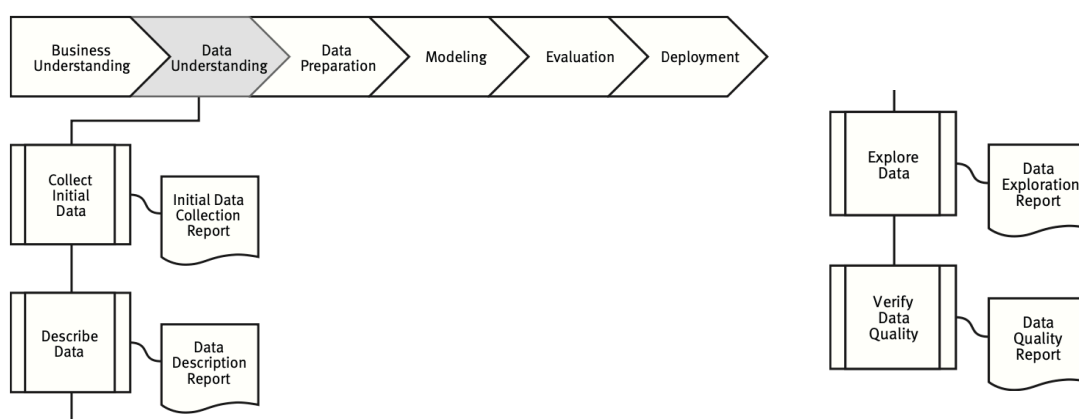 Business
Understanding
Data
Understanding
Data
Preparation
Modeling
Evaluation
Deployment
Collect
Initial
Data
Initial Data
Collection
Report
Describe
Data
Data
Description
Report
Explore
Data
Data
Exploration
Report
Verify
Data
Quality
Data
Quality
Report